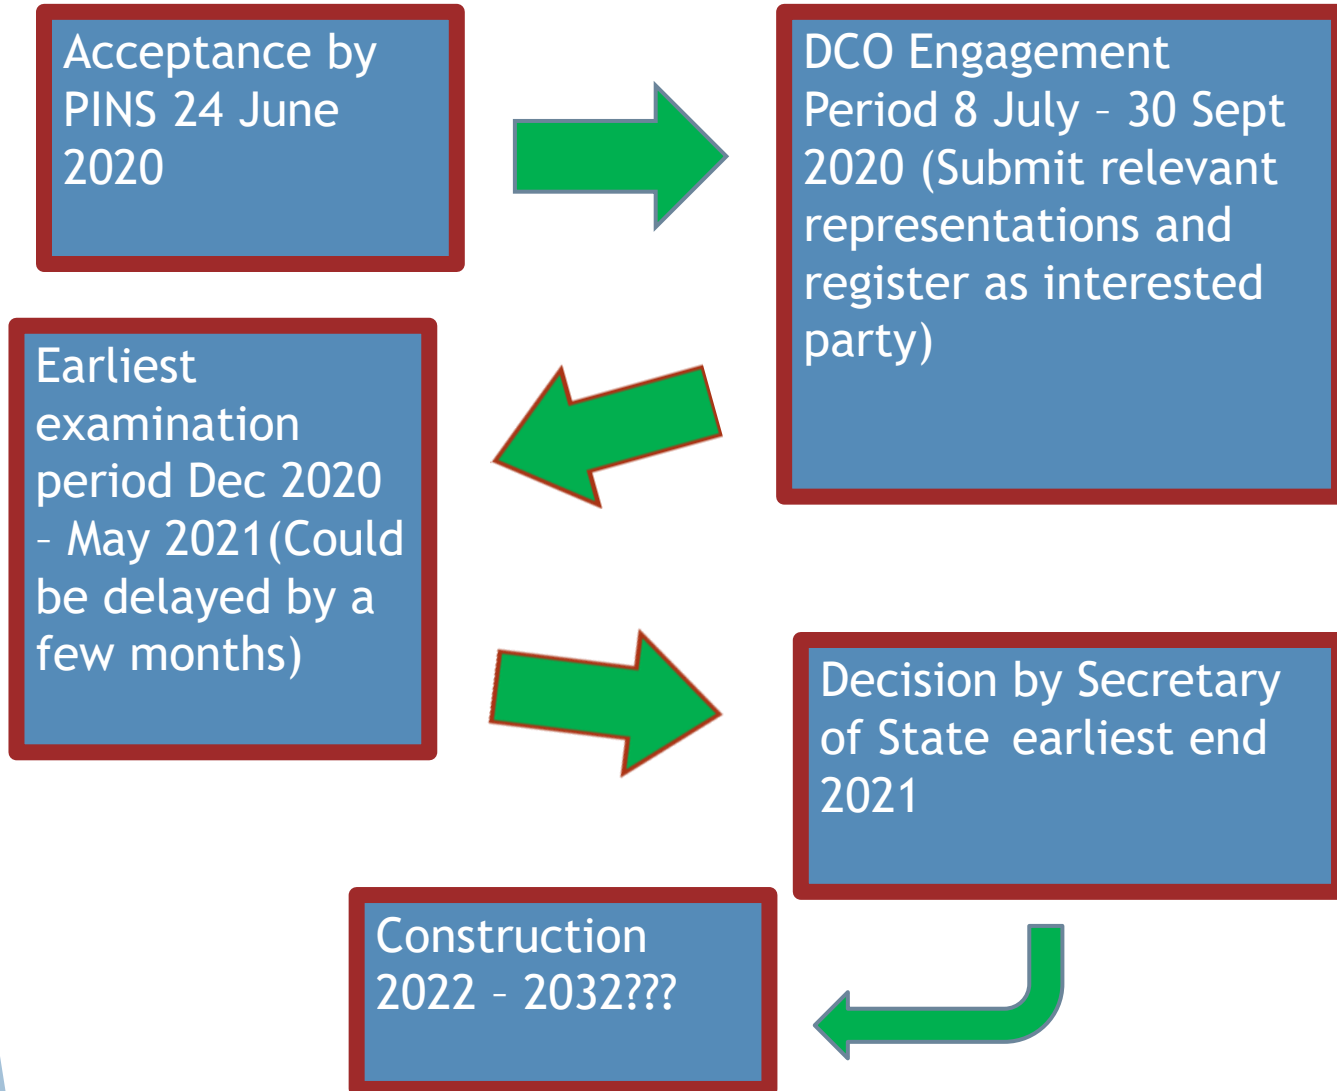 Acceptance by
PINS 24 June
2020
DCO Engagement
Period 8 July – 30 Sept
2020 (Submit relevant
representations and
register as interested
party)
Earliest
examination
period Dec 2020
– May 2021(Could
be delayed by a
few months)
Decision by Secretary
of State earliest end
2021
Construction
2022 – 2032???